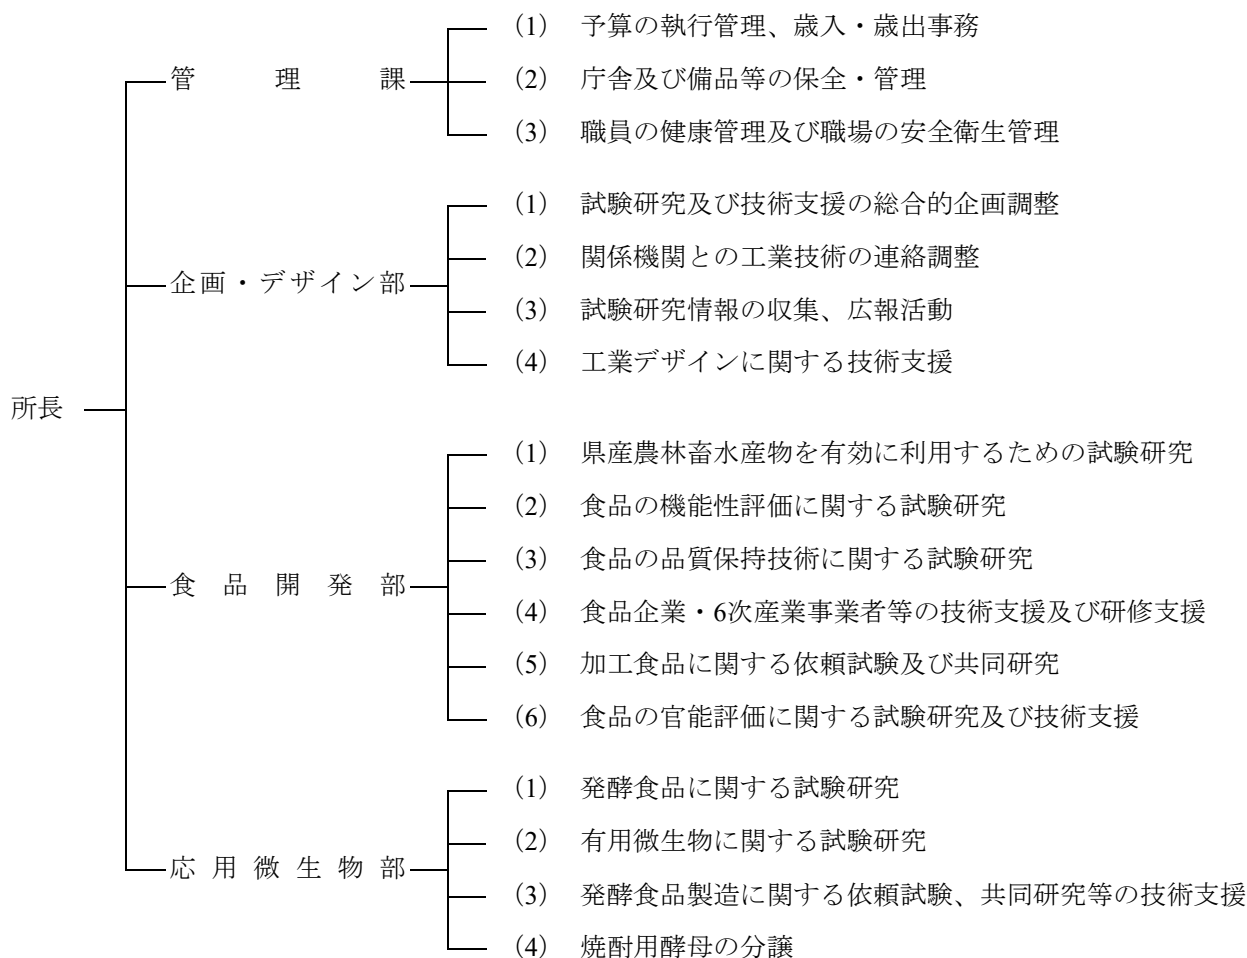 所長
管理課
(1) 予算の執行管理、歳入・歳出事務
(2) 庁舎及び備品等の保全・管理
(3) 職員の健康管理及び職場の安全衛生管理
企画・デザイン部
(1) 試験研究及び技術支援の総合的企画調整
(2) 関係機関との工業技術の連絡調整
(3) 試験研究情報の収集、広報活動
(4) 工業デザインに関する技術支援
食品開発部
(1) 県産農林畜水産物を有効に利用するための試験研究
(2) 食品の機能性評価に関する試験研究
(3) 食品の品質保持技術に関する試験研究
(4) 食品企業・6次産業事業者等の技術支援及び研修支援
(5) 加工食品に関する依頼試験及び共同研究
(6) 食品の官能評価に関する試験研究及び技術支援
応用微生物部
(1) 発酵食品に関する試験研究
(2) 有用微生物に関する試験研究
(3) 発酵食品製造に関する依頼試験、共同研究等の技術支援
(4) 焼酎用酵母の分譲